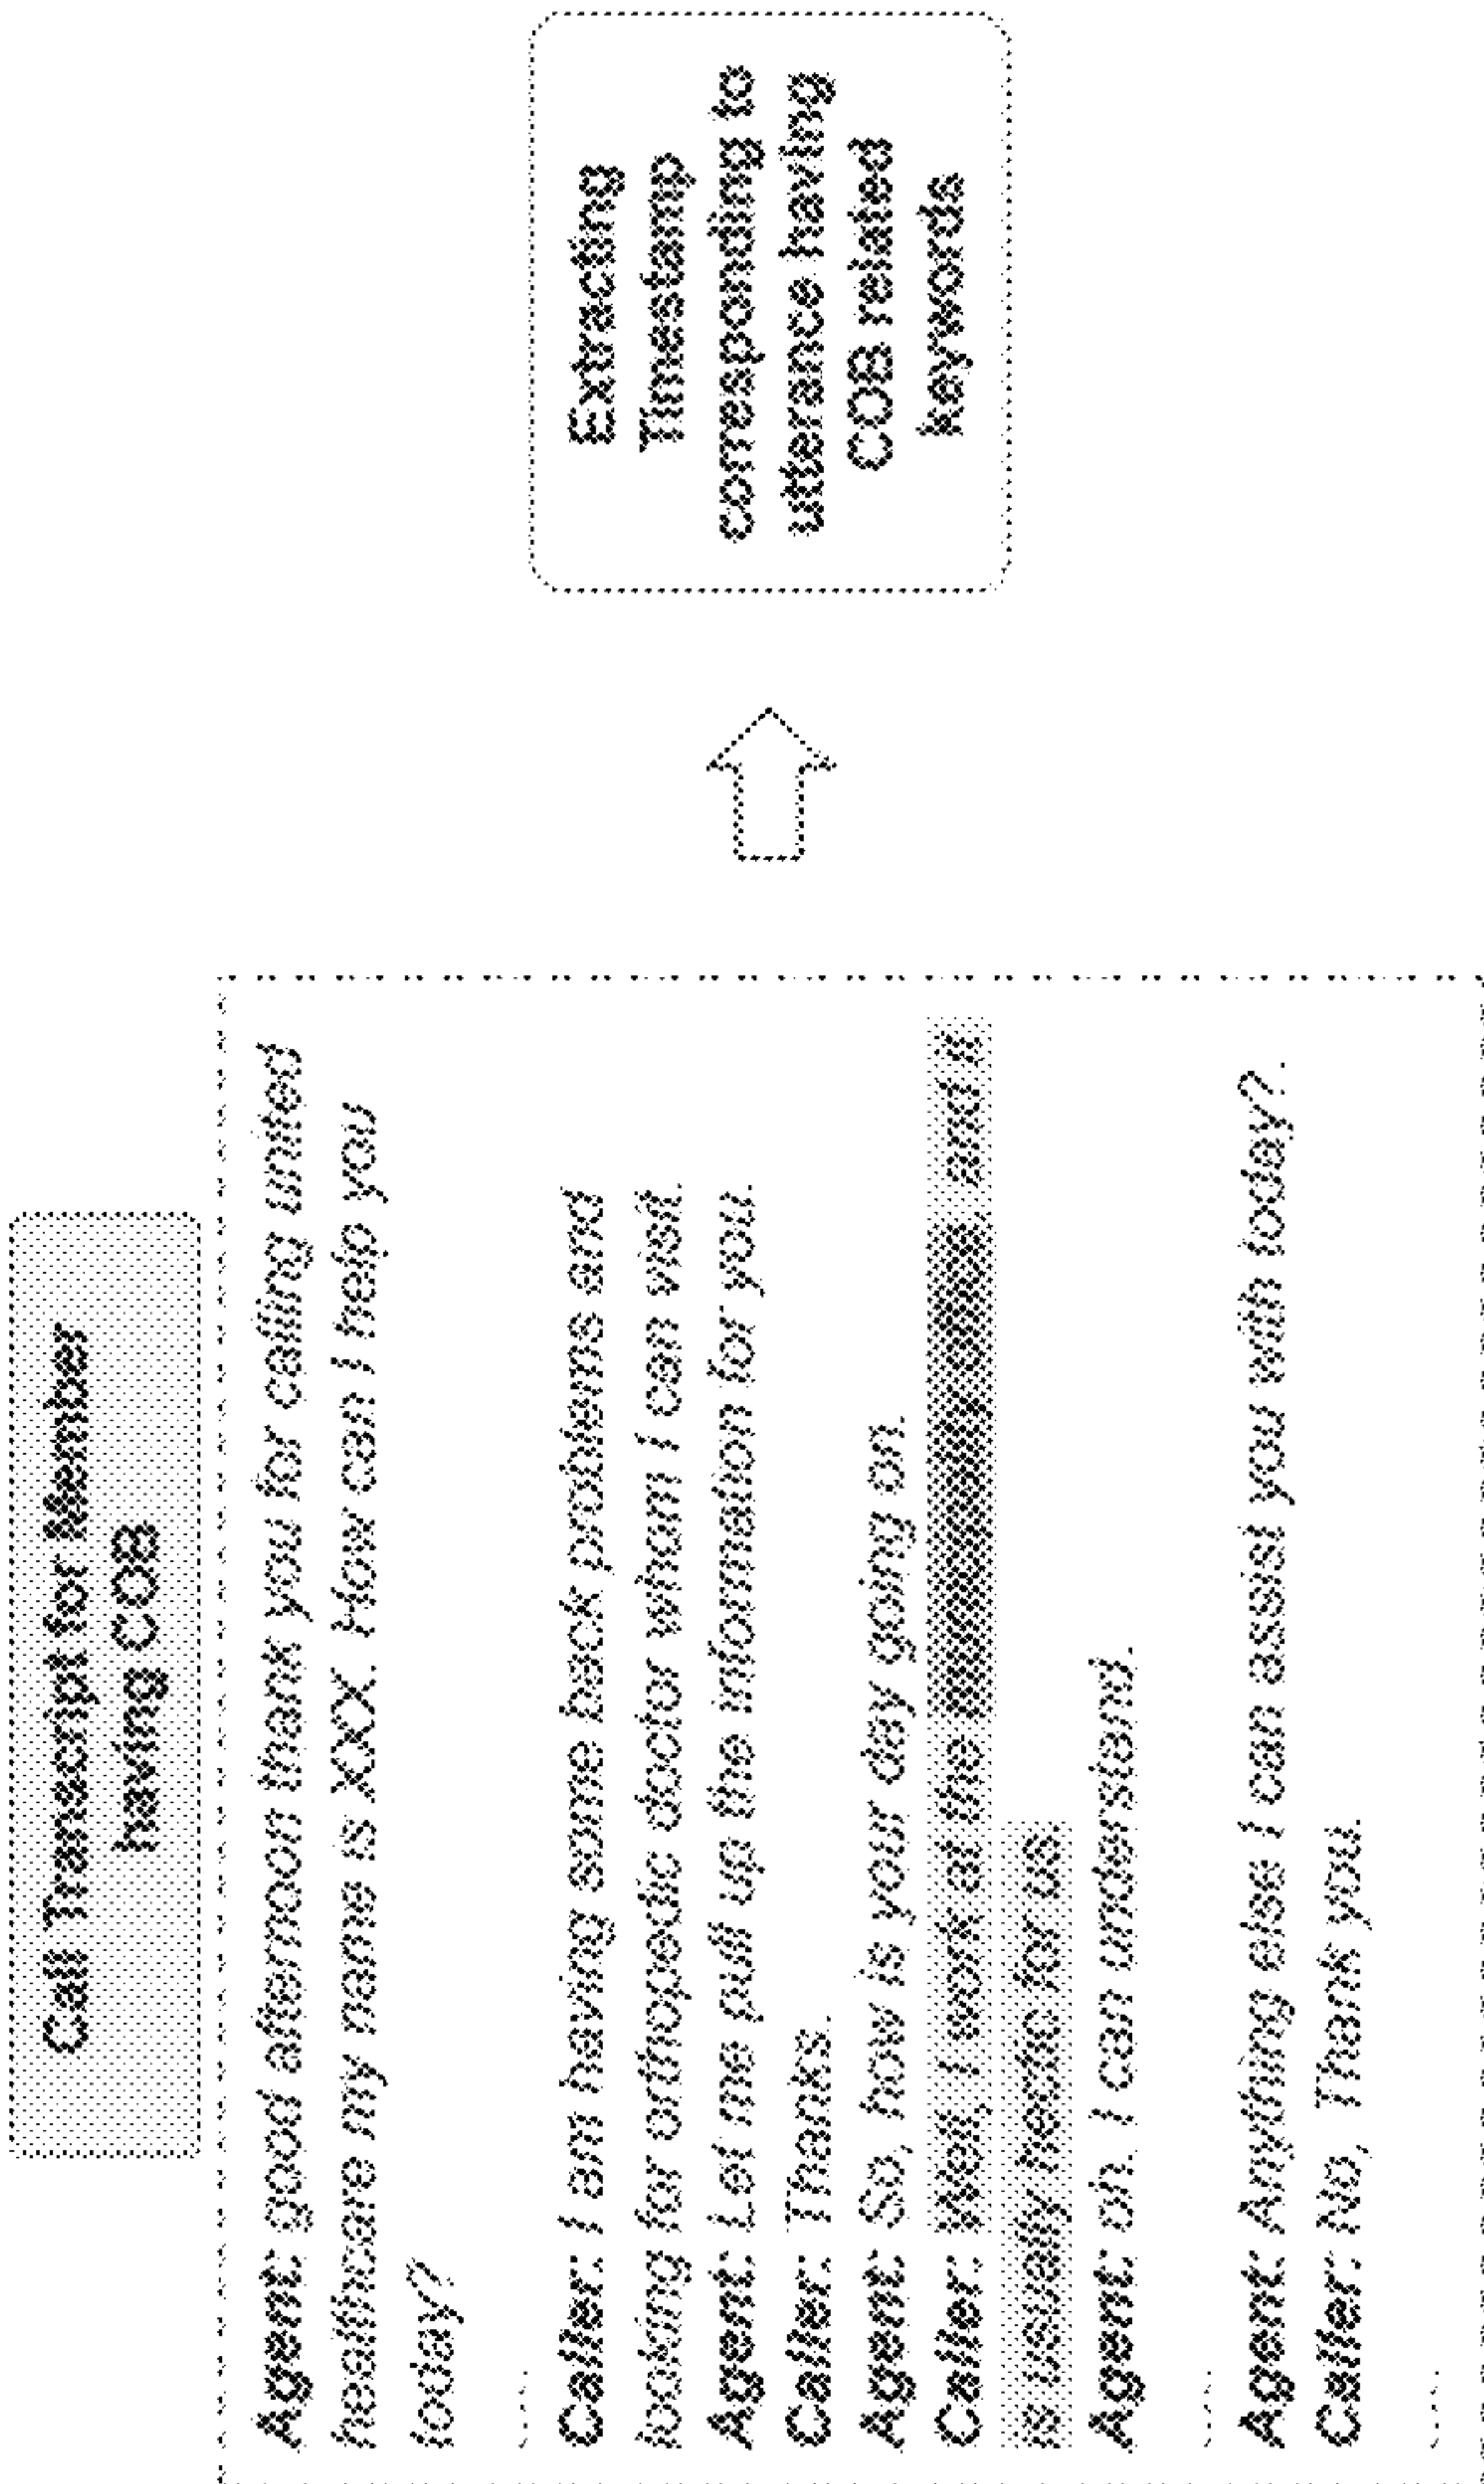 Call Transcript for Member
having COB
Agent: good afternoon thank you for calling united
healthcare my name is XXX. How can I help you
today?
...
Caller: I am having some back problems and
looking for orthopedic doctor whom I can visit.
Agent: Let me pull up the information for you.
Caller: Thanks.
Agent: So, how is your day going on.
Caller: Well, I work at the and it
is usually hectic for us.
Agent: oh. I can understand.
...
Agent: Anything else I can assist you with today?.
Caller: No, Thank you.
...
Extracting
Timestamp
corresponding to
utterance having
COB related
keywords